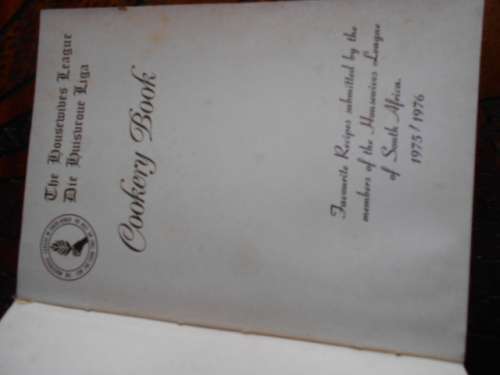 The Housewives League
Die Huisvroue Liga
Cookery Book
Favourite Recipes submitted by the
members of the Housewives League
of South Africa.
1975/1976